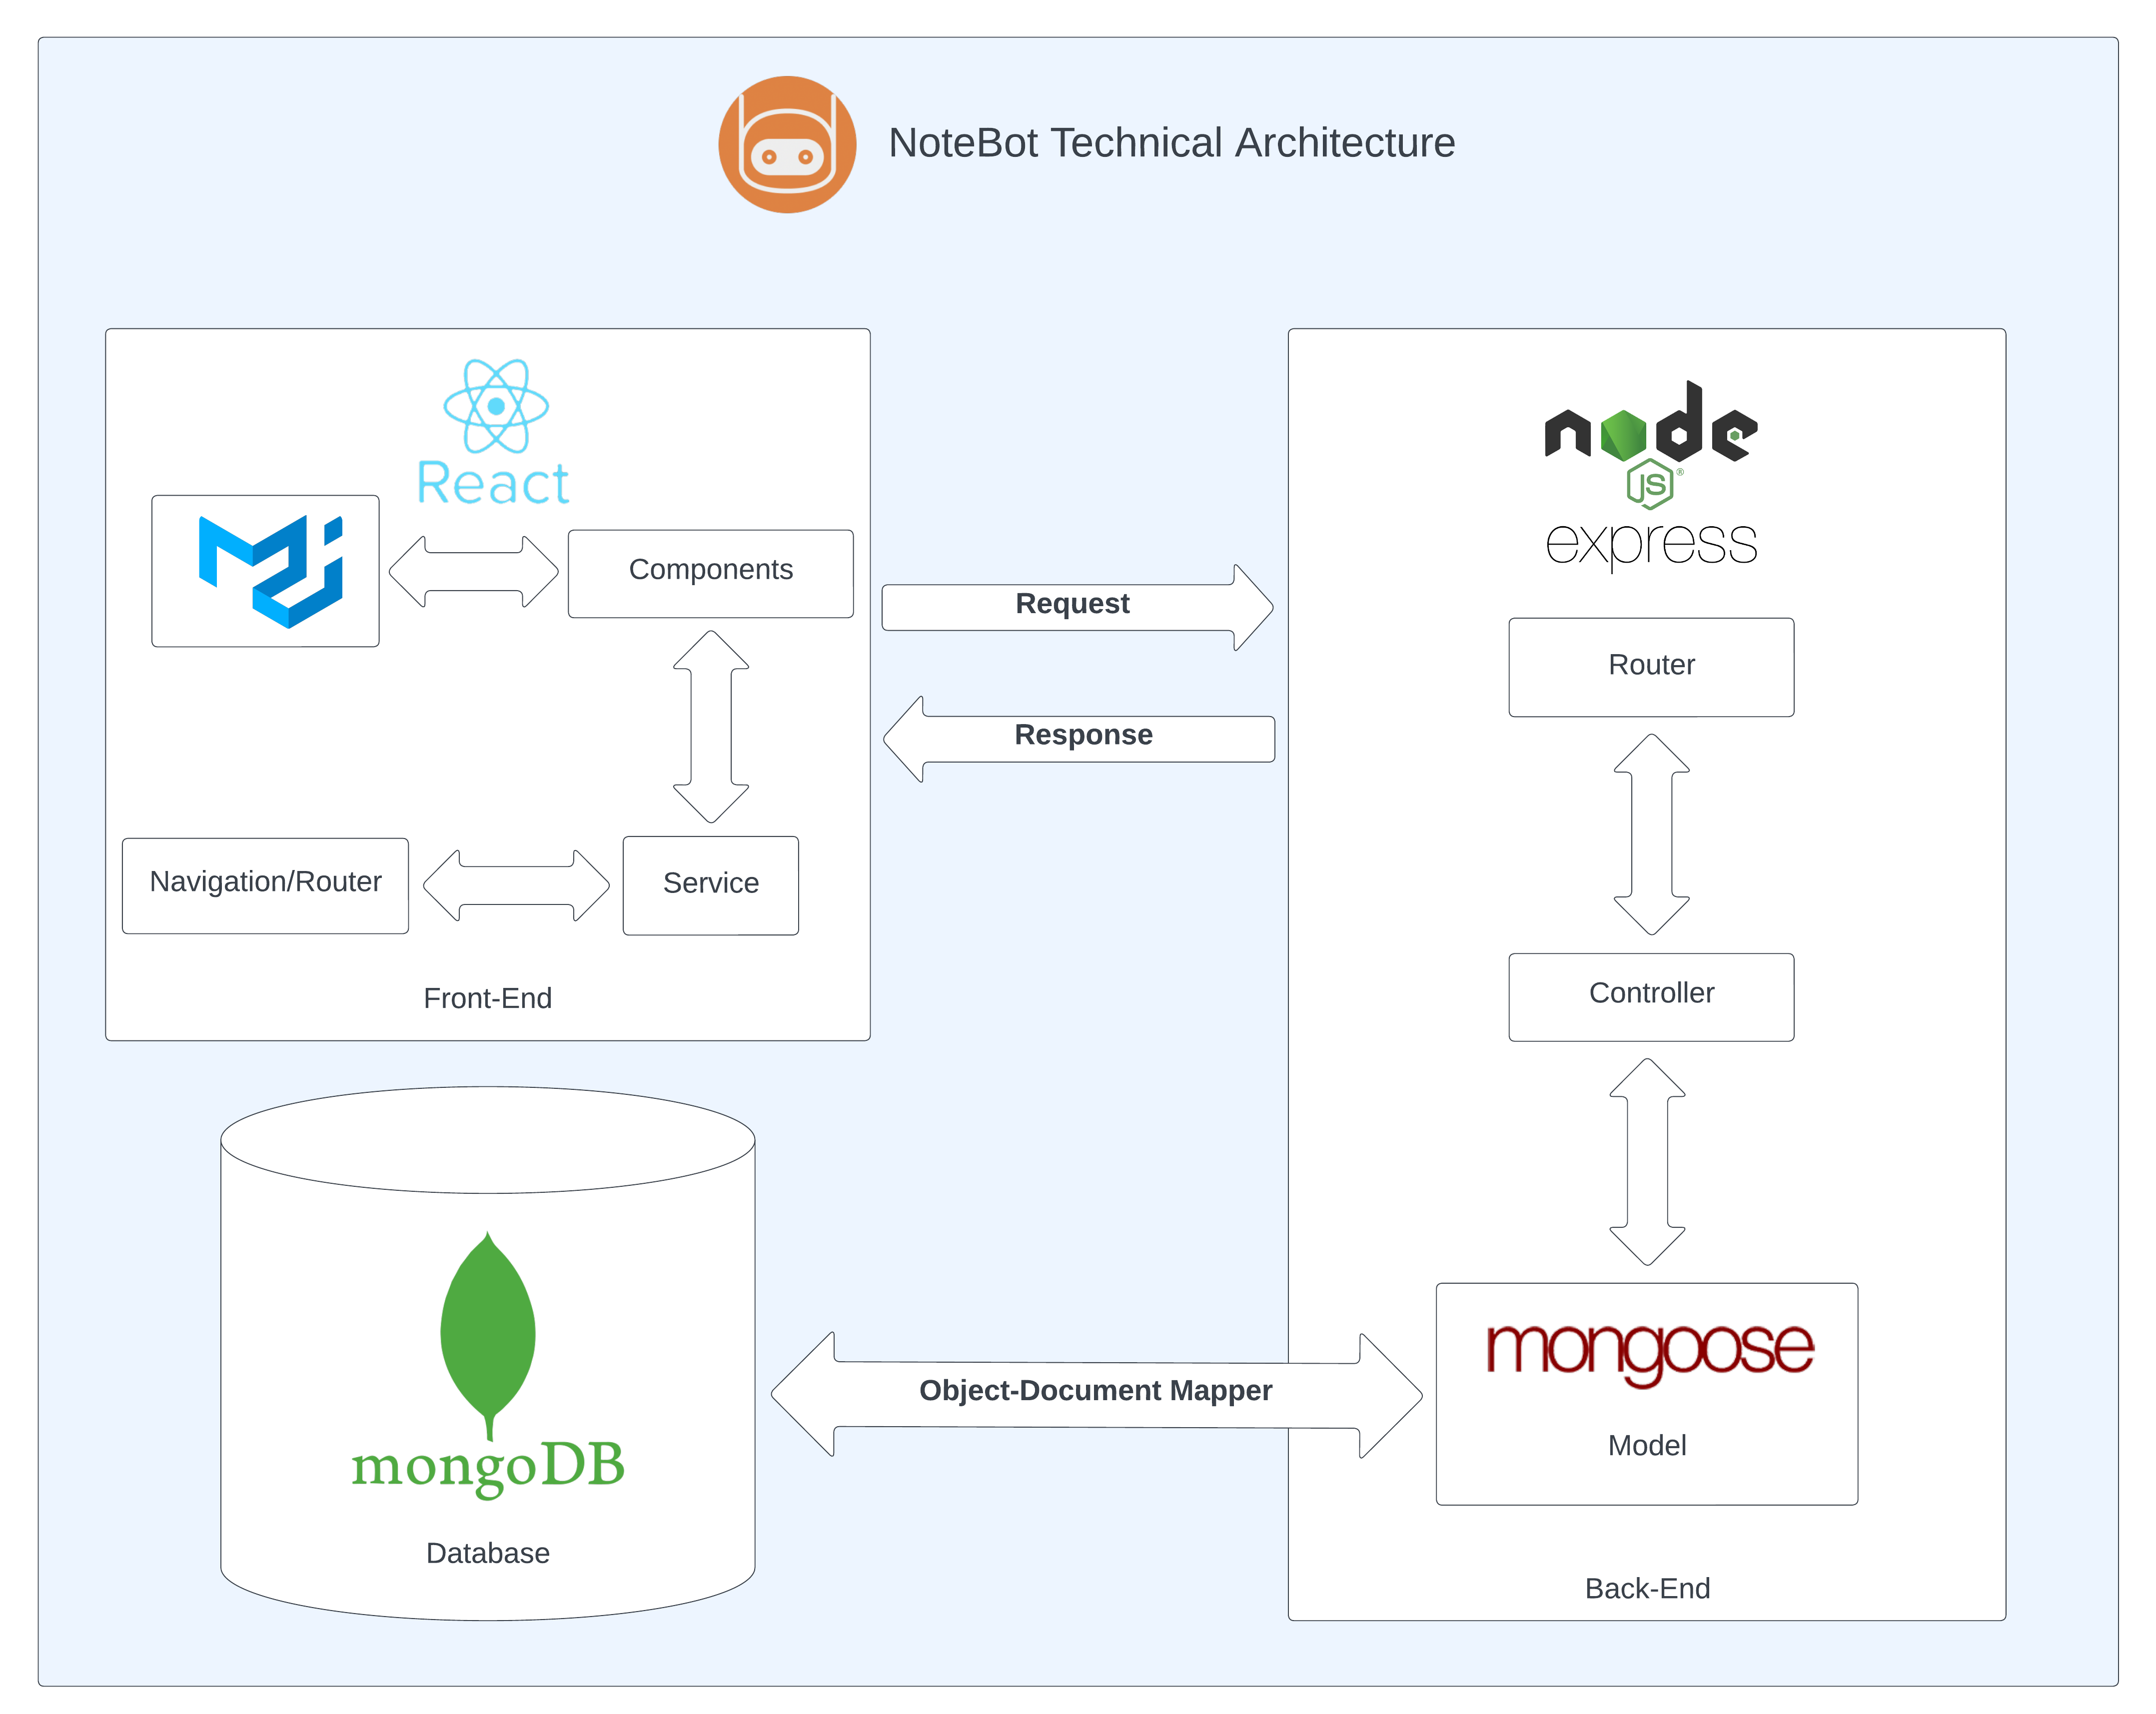 NoteBot Technical Architecture
React
Components
Navigation/Router
Service
Front-End
Request
Response
node
JS®
express
Router
Controller
mongoose
Model
Back-End
Object-Document Mapper
mongoDB
Database